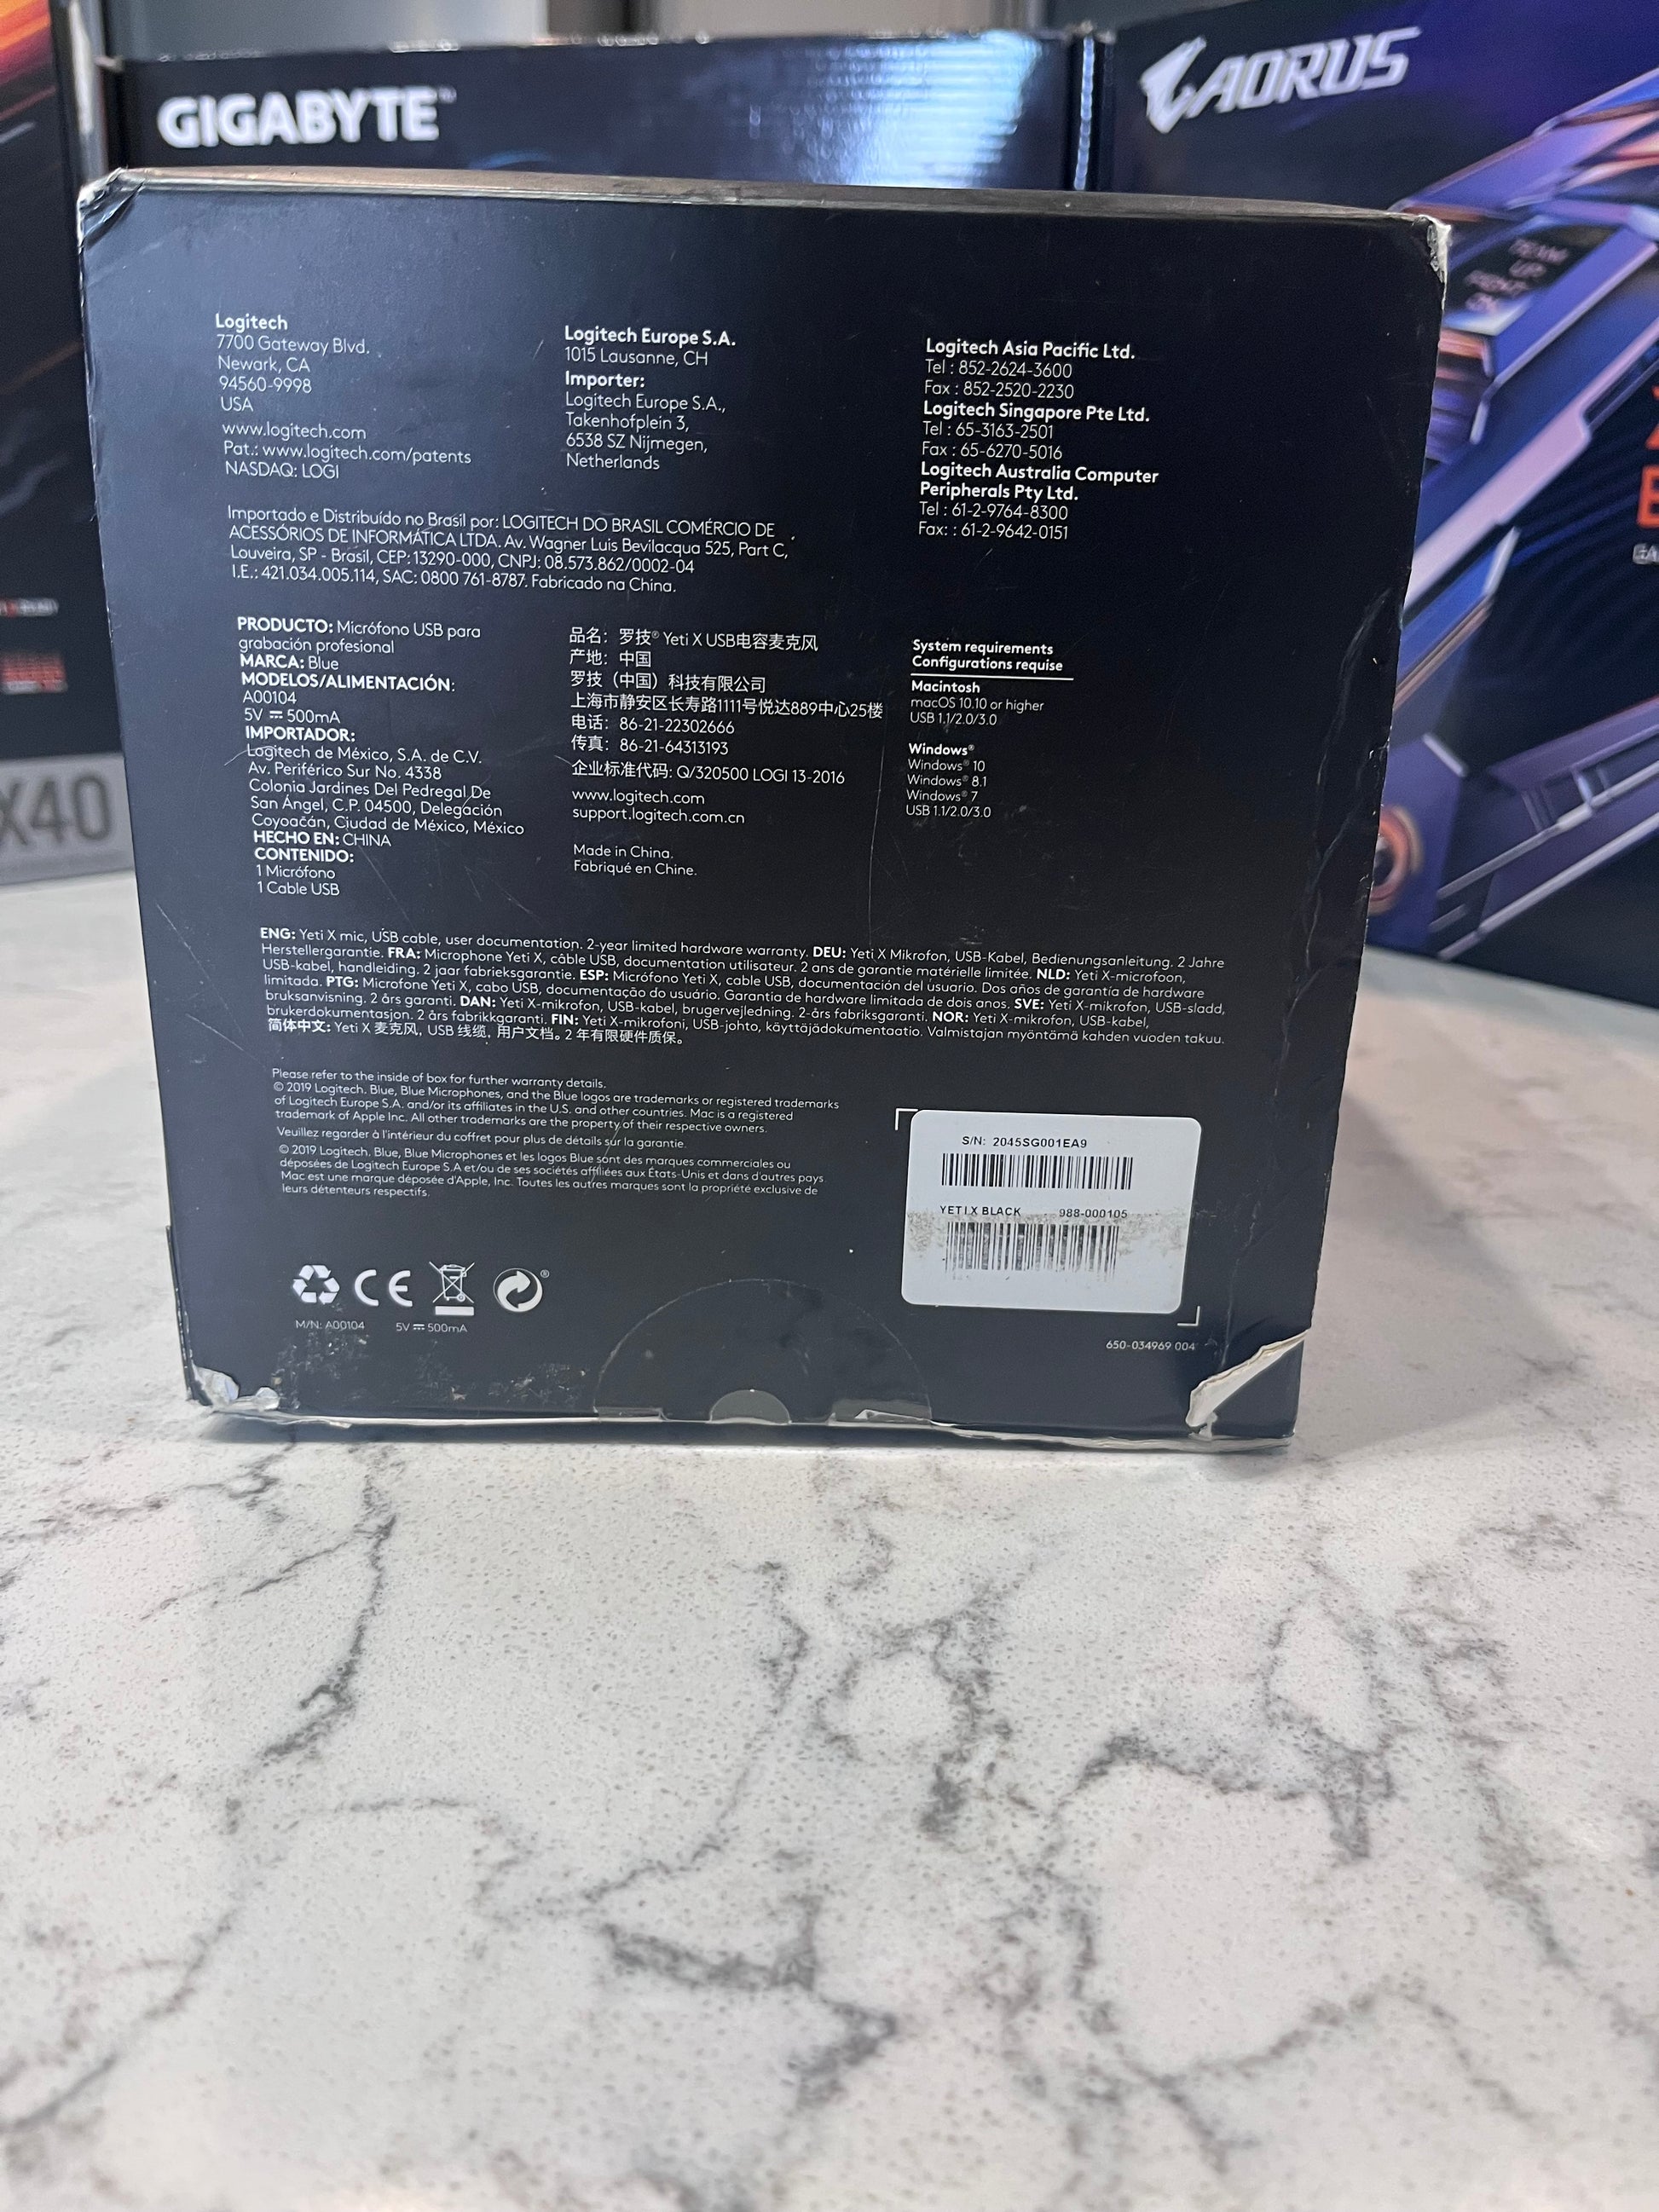 GIGABYTE™
AORUS
TEAM
UP
X40
Logitech
7700 Gateway Blvd.
Newark, CA
94560-9998
USA
www.logitech.com
Pat.: www.logitech.com/patents
NASDAQ: LOGI
Logitech Europe S.A.
1015 Lausanne, CH
Importer:
Logitech Europe S.A.,
Takenhofplein 3,
6538 SZ Nijmegen,
Netherlands
Logitech Asia Pacific Ltd.
Tel : 852-2624-3600
Fax : 852-2520-2230
Logitech Singapore Pte Ltd.
Tel : 65-3163-2501
Fax : 65-6270-5016
Logitech Australia Computer
Peripherals Pty Ltd.
Tel : 61-2-9764-8300
Fax: : 61-2-9642-0151
Importado e Distribuído no Brasil por: LOGITECH DO BRASIL COMÉRCIO DE
ACESSÓRIOS DE INFORMÁTICA LTDA. Av. Wagner Luis Bevilacqua 525, Part C,
Louveira, SP - Brasil, CEP: 13290-000, CNPJ: 08.573.862/0002-04
I.E.: 421.034.005.114, SAC: 0800 761-8787. Fabricado na China.
PRODUCTO: Micrófono USB para
grabación profesional
MARCA: Blue
MODELOS/ALIMENTACIÓN:
A00104
5V ⎓ 500mA
IMPORTADOR:
Logitech de México, S.A. de C.V.
Av. Periférico Sur No. 4338
Colonia Jardines Del Pedregal De
San Ángel, C.P. 04500, Delegación
Coyoacán, Ciudad de México, México
HECHO EN: CHINA
CONTENIDO:
1 Micrófono
1 Cable USB
品名：罗技® Yeti X USB电容麦克风
产地：中国
罗技（中国）科技有限公司
上海市静安区长寿路1111号悦达889中心25楼
电话：86-21-22302666
传真：86-21-64313193
企业标准代码: Q/320500 LOGI 13-2016
www.logitech.com
support.logitech.com.cn
Made in China.
Fabriqué en Chine.
System requirements
Configurations requise
Macintosh
macOS 10.10 or higher
USB 1.1/2.0/3.0
Windows®
Windows® 10
Windows® 8.1
Windows® 7
USB 1.1/2.0/3.0
ENG: Yeti X mic, USB cable, user documentation. 2-year limited hardware warranty. DEU: Yeti X Mikrofon, USB-Kabel, Bedienungsanleitung. 2 Jahre
Herstellergarantie. FRA: Microphone Yeti X, câble USB, documentation utilisateur. 2 ans de garantie matérielle limitée. NLD: Yeti X-microfoon,
USB-kabel, handleiding. 2 jaar fabrieksgarantie. ESP: Micrófono Yeti X, cable USB, documentación del usuario. Dos años de garantía de hardware
limitada. PTG: Microfone Yeti X, cabo USB, documentação do usuário. Garantia de hardware limitada de dois anos. SVE: Yeti X-mikrofon, USB-sladd,
bruksanvisning. 2 års garanti. DAN: Yeti X-mikrofon, USB-kabel, brugervejledning. 2-års fabriksgaranti. NOR: Yeti X-mikrofon, USB-kabel,
brukerdokumentasjon. 2 års fabrikkgaranti. FIN: Yeti X-mikrofoni, USB-johto, käyttäjädokumentaatio. Valmistajan myöntämä kahden vuoden takuu.
简体中文: Yeti X 麦克风, USB 线缆, 用户文档。2 年有限硬件质保。
Please refer to the inside of box for further warranty details.
© 2019 Logitech. Blue, Blue Microphones, and the Blue logos are trademarks or registered trademarks
of Logitech Europe S.A. and/or its affiliates in the U.S. and other countries. Mac is a registered
trademark of Apple Inc. All other trademarks are the property of their respective owners.
Veuillez regarder à l'intérieur du coffret pour plus de détails sur la garantie.
© 2019 Logitech. Blue, Blue Microphones et les logos Blue sont des marques commerciales ou
déposées de Logitech Europe S.A et/ou de ses sociétés affiliées aux États-Unis et dans d'autres pays
Mac est une marque déposée d'Apple, Inc. Toutes les autres marques sont la propriété exclusive de
leurs détenteurs respectifs.
S/N: 2045SG001EA9
YETI X BLACK 988-000105
CE
M/N: A00104 5V ⎓ 500mA
650-034969 004